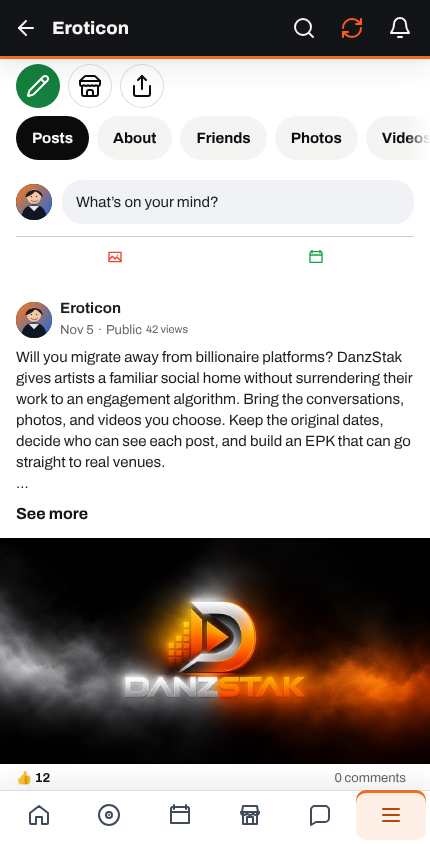 Eroticon
Posts
About
Friends
Photos
Videos
What's on your mind?
Eroticon
Nov 5 · Public 42 views
Will you migrate away from billionaire platforms? DanzStak
gives artists a familiar social home without surrendering their
work to an engagement algorithm. Bring the conversations,
photos, and videos you choose. Keep the original dates,
decide who can see each post, and build an EPK that can go
straight to real venues.
...
See more
DANZSTAK
👍 12
0 comments